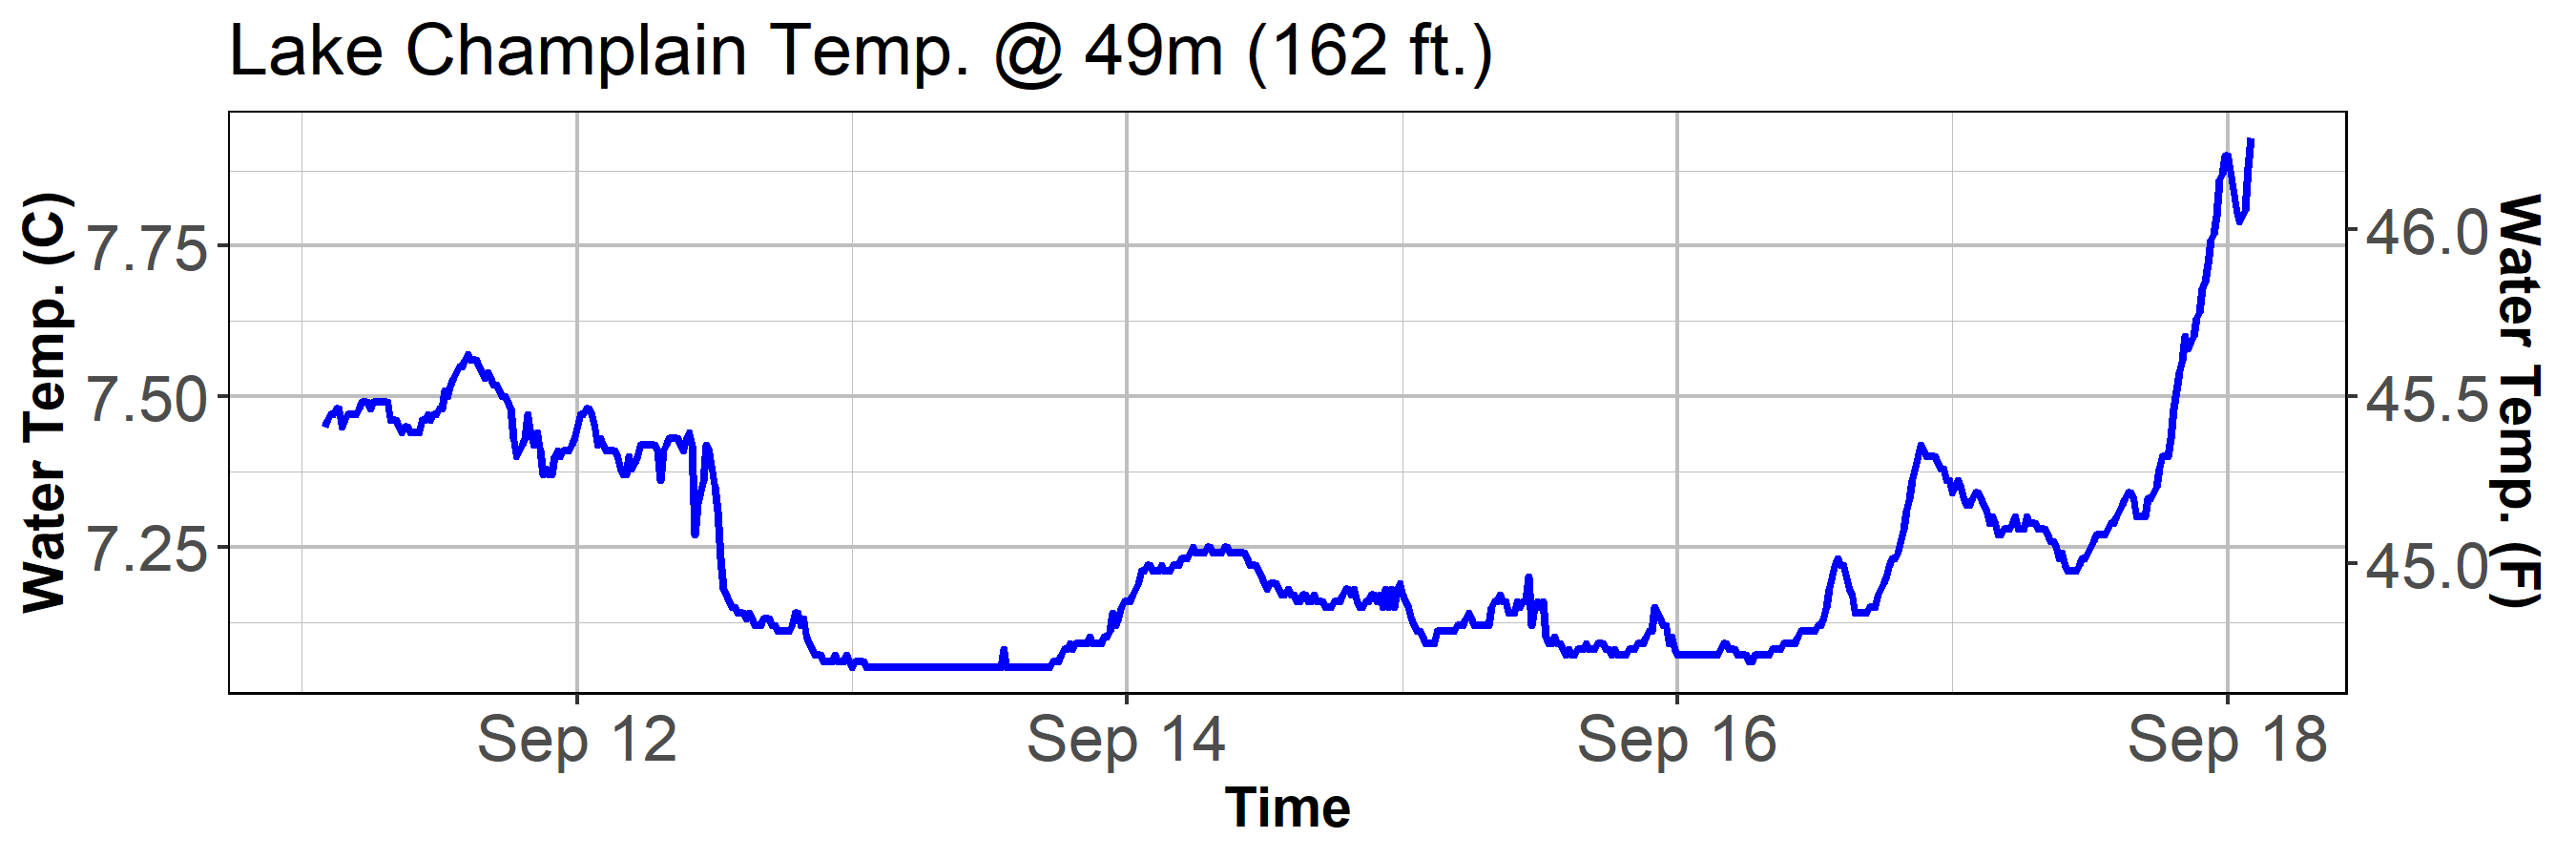 Lake Champlain Temp. @ 49m (162 ft.)
Water Temp. (C)
7.75
7.50
7.25
46.0
45.5
45.0
Water Temp. (F)
Sep 12
Sep 14
Sep 16
Sep 18
Time